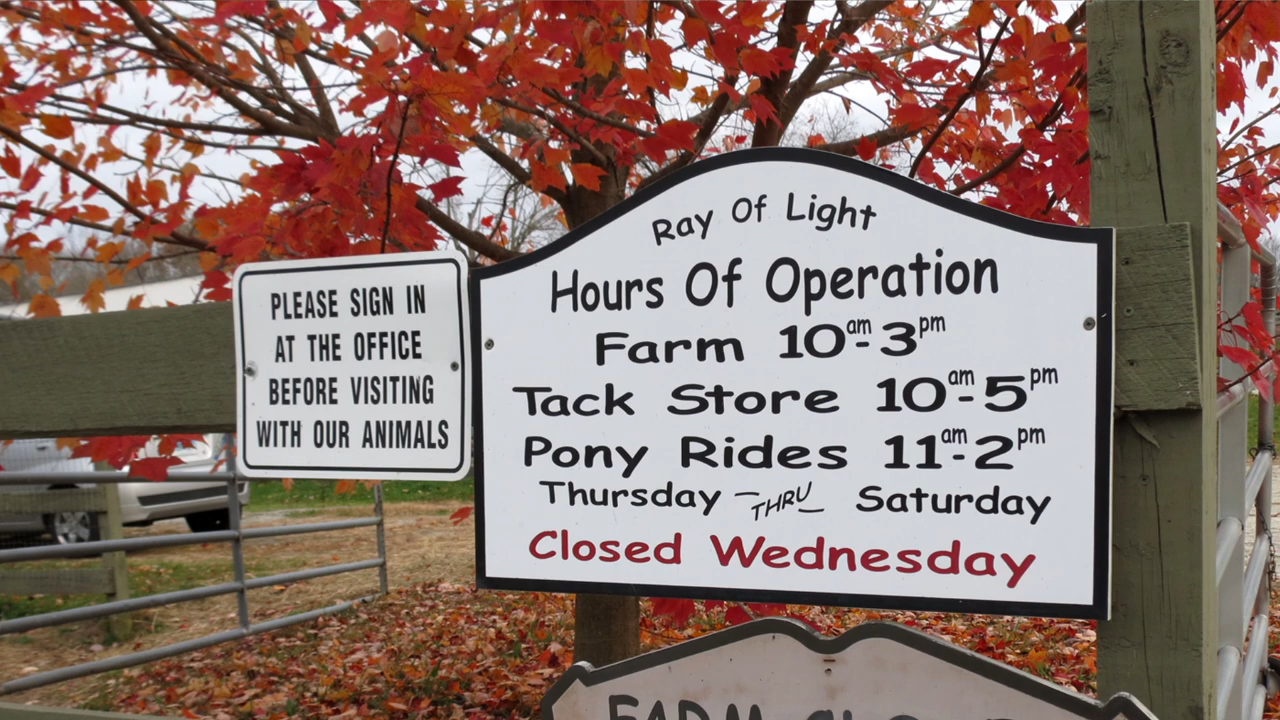 PLEASE SIGN IN
AT THE OFFICE
BEFORE VISITING
WITH OUR ANIMALS
Ray Of Light
Hours Of Operation
Farm 10am-3pm
Tack Store 10am-5pm
Pony Rides 11am-2pm
Thursday -THRU- Saturday
Closed Wednesday
FARM